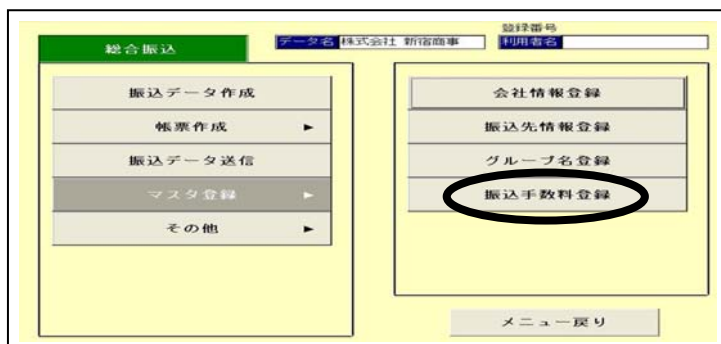 登録番号
総合振込
データ名 株式会社 新宿商事 利用者名
振込データ作成
帳票作成 ►
振込データ送信
マスタ登録 ►
その他 ►
会社情報登録
振込先情報登録
グループ名登録
振込手数料登録
メニュー戻り